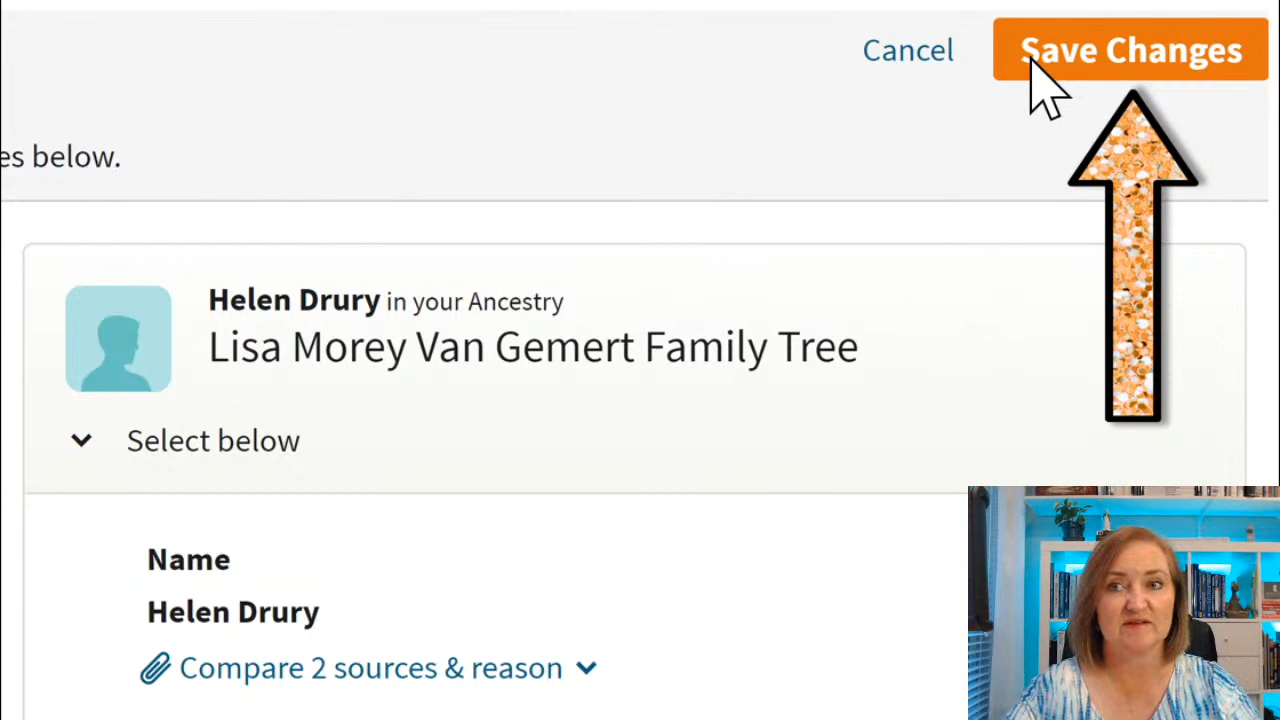 Cancel
Save Changes
es below.
Helen Drury in your Ancestry
Lisa Morey Van Gemert Family Tree
Select below
Name
Helen Drury
Compare 2 sources & reason